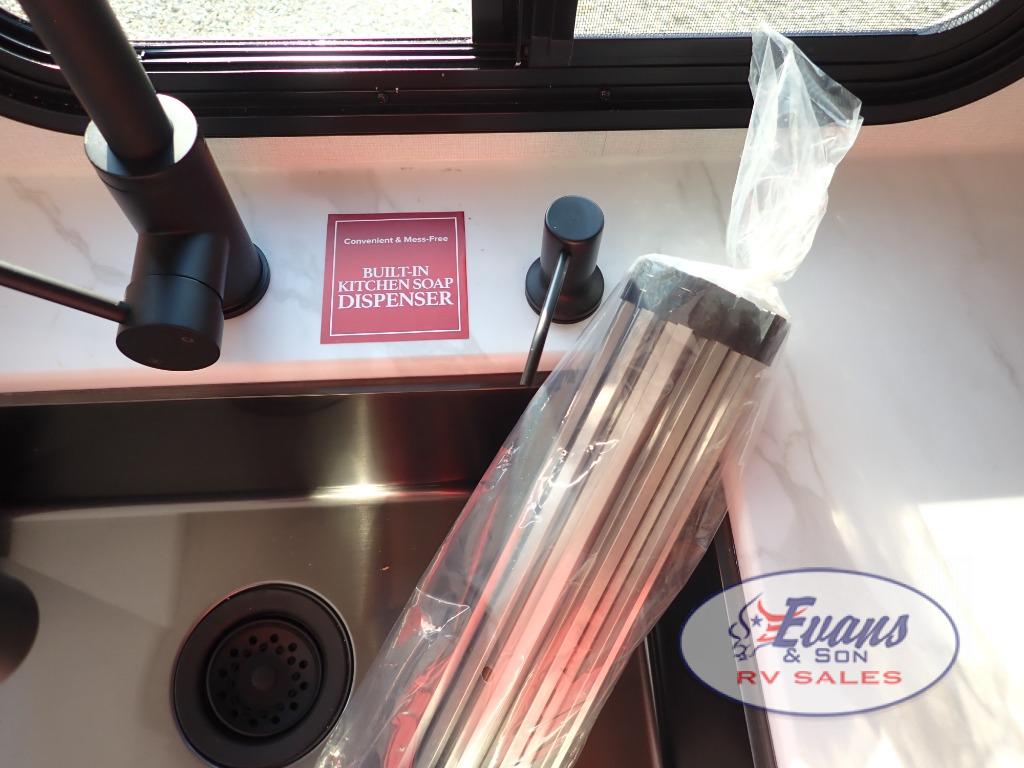 Convenient & Mess-Free
BUILT-IN
KITCHEN SOAP
DISPENSER
Evans
& SON
RV SALES